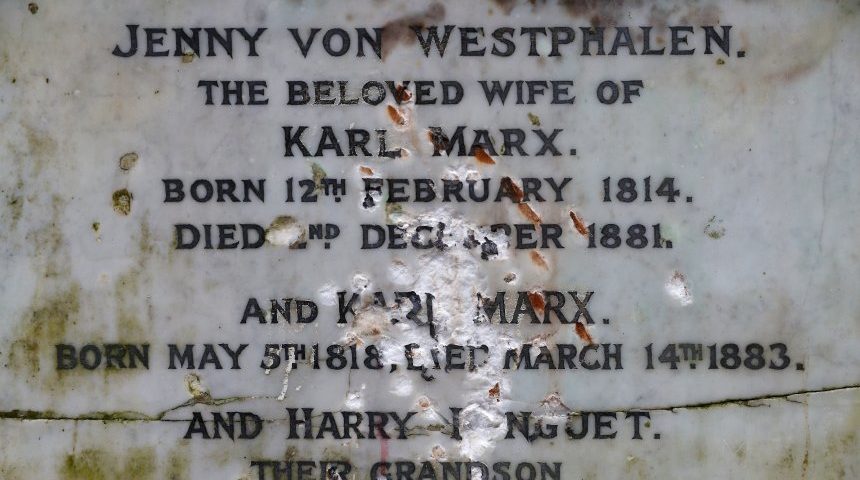 JENNY VON WESTPHALEN.
THE BELOVED WIFE OF
KARL MARX.
BORN 12TH FEBRUARY 1814.
DIED 2ND DECEMBER 1881.
AND KARL MARX.
BORN MAY 5TH 1818, DIED MARCH 14TH 1883.
AND HARRY LONGUET.
THEIR GRANDSON